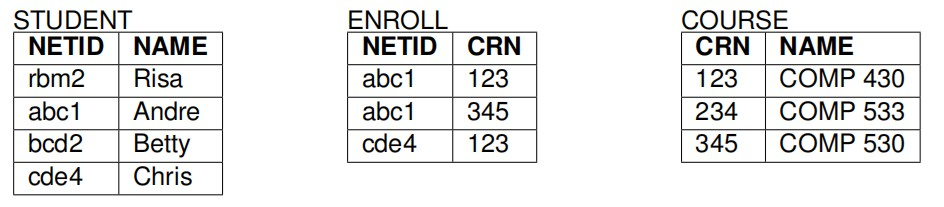 STUDENT
NETID NAME
rbm2 Risa
abc1 Andre
bcd2 Betty
cde4 Chris
ENROLL
NETID CRN
abc1 123
abc1 345
cde4 123
COURSE
CRN NAME
123 COMP 430
234 COMP 533
345 COMP 530